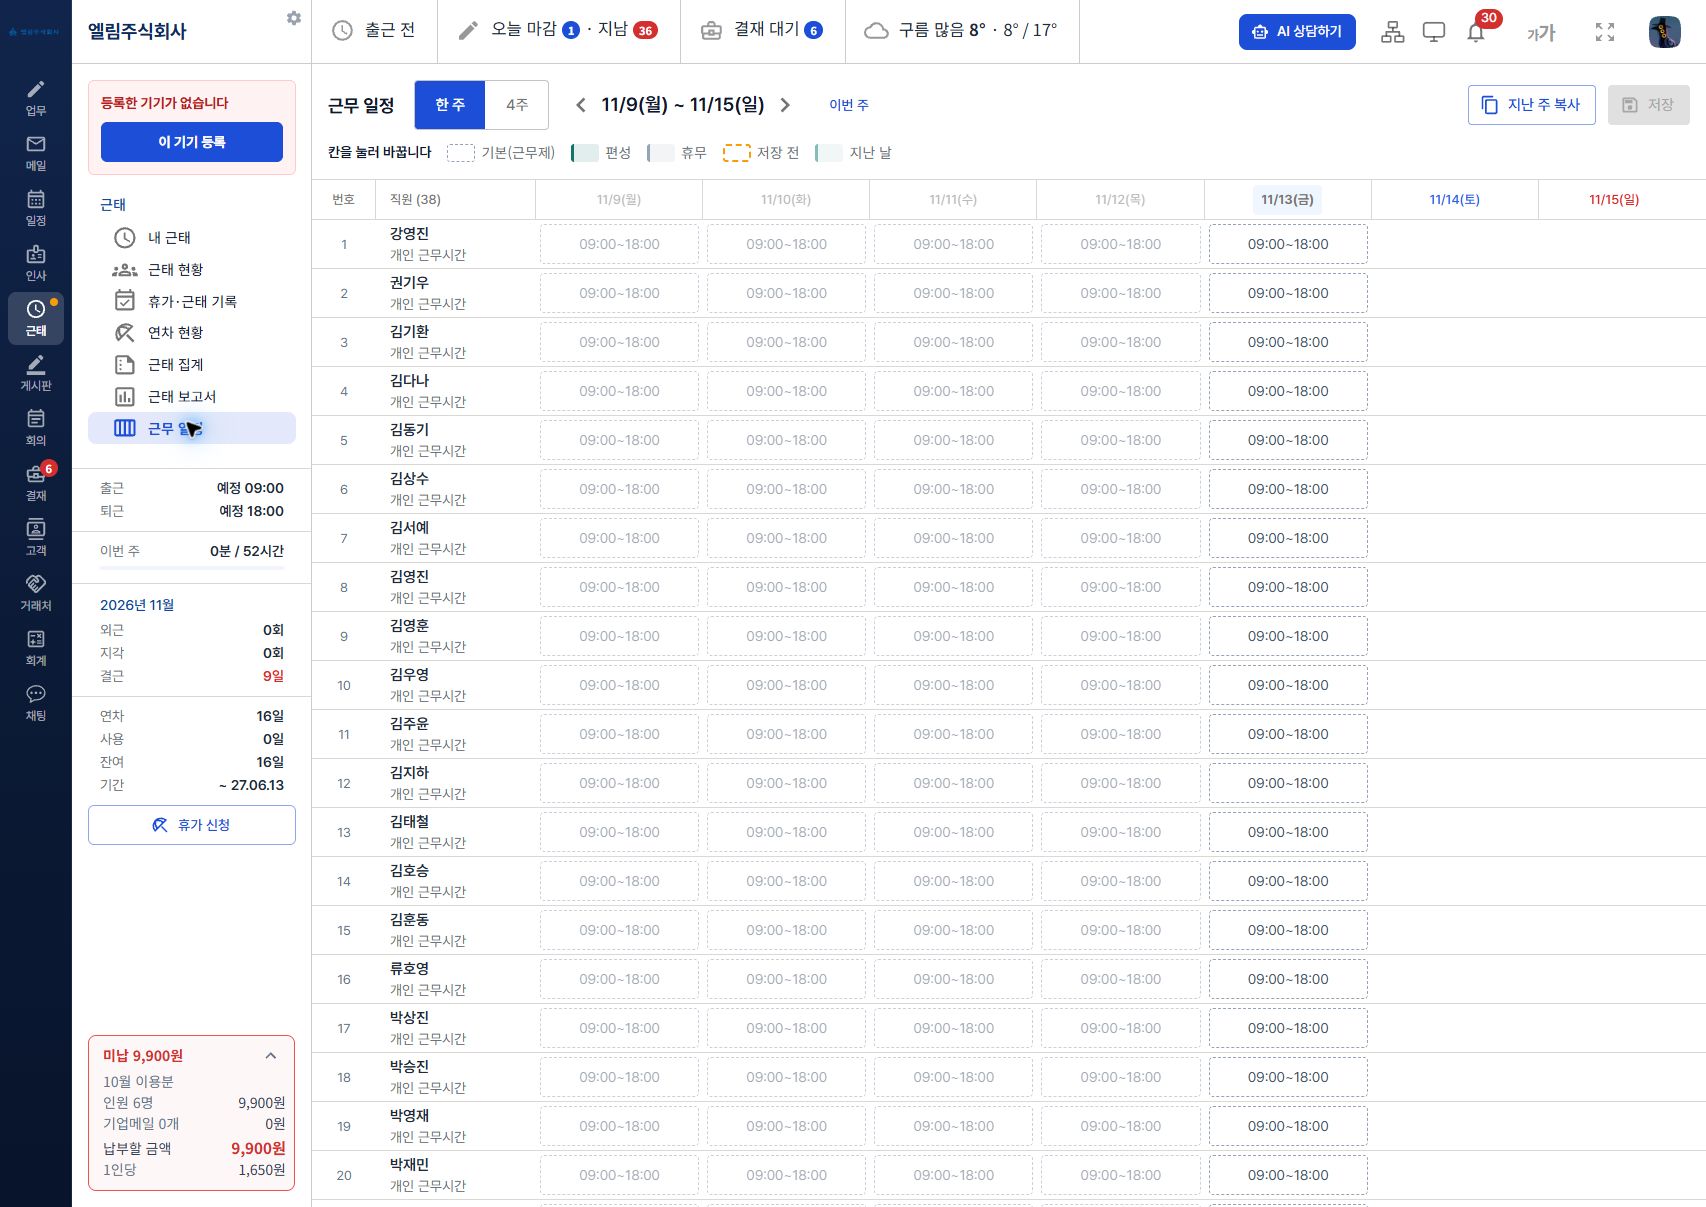 엘림주식회사
엘림주식회사
출근 전
오늘 마감 1 · 지남 36
결재 대기 6
구름 많음 8° · 8° / 17°
AI 상담하기
30
가가
업무
메일
일정
인사
근태
게시판
회의
6
결재
고객
거래처
회계
채팅
등록한 기기가 없습니다
이 기기 등록
근태
내 근태
근태 현황
휴가·근태 기록
연차 현황
근태 집계
근태 보고서
근무 일정
출근 예정 09:00
퇴근 예정 18:00
이번 주 0분 / 52시간
2026년 11월
외근 0회
지각 0회
결근 9일
연차 16일
사용 0일
잔여 16일
기간 ~ 27.06.13
휴가 신청
미납 9,900원
10월 이용분
인원 6명 9,900원
기업메일 0개 0원
납부할 금액 9,900원
1인당 1,650원
근무 일정 한 주 4주 11/9(월) ~ 11/15(일) 이번 주 지난 주 복사 저장
칸을 눌러 바꿉니다 기본(근무제) 편성 휴무 저장 전 지난 날
번호 직원 (38) 11/9(월) 11/10(화) 11/11(수) 11/12(목) 11/13(금) 11/14(토) 11/15(일)
1 강영진 개인 근무시간 09:00~18:00 09:00~18:00 09:00~18:00 09:00~18:00 09:00~18:00
2 권기우 개인 근무시간 09:00~18:00 09:00~18:00 09:00~18:00 09:00~18:00 09:00~18:00
3 김기환 개인 근무시간 09:00~18:00 09:00~18:00 09:00~18:00 09:00~18:00 09:00~18:00
4 김다나 개인 근무시간 09:00~18:00 09:00~18:00 09:00~18:00 09:00~18:00 09:00~18:00
5 김동기 개인 근무시간 09:00~18:00 09:00~18:00 09:00~18:00 09:00~18:00 09:00~18:00
6 김상수 개인 근무시간 09:00~18:00 09:00~18:00 09:00~18:00 09:00~18:00 09:00~18:00
7 김서예 개인 근무시간 09:00~18:00 09:00~18:00 09:00~18:00 09:00~18:00 09:00~18:00
8 김영진 개인 근무시간 09:00~18:00 09:00~18:00 09:00~18:00 09:00~18:00 09:00~18:00
9 김영훈 개인 근무시간 09:00~18:00 09:00~18:00 09:00~18:00 09:00~18:00 09:00~18:00
10 김우영 개인 근무시간 09:00~18:00 09:00~18:00 09:00~18:00 09:00~18:00 09:00~18:00
11 김주윤 개인 근무시간 09:00~18:00 09:00~18:00 09:00~18:00 09:00~18:00 09:00~18:00
12 김지하 개인 근무시간 09:00~18:00 09:00~18:00 09:00~18:00 09:00~18:00 09:00~18:00
13 김태철 개인 근무시간 09:00~18:00 09:00~18:00 09:00~18:00 09:00~18:00 09:00~18:00
14 김호승 개인 근무시간 09:00~18:00 09:00~18:00 09:00~18:00 09:00~18:00 09:00~18:00
15 김훈동 개인 근무시간 09:00~18:00 09:00~18:00 09:00~18:00 09:00~18:00 09:00~18:00
16 류호영 개인 근무시간 09:00~18:00 09:00~18:00 09:00~18:00 09:00~18:00 09:00~18:00
17 박상진 개인 근무시간 09:00~18:00 09:00~18:00 09:00~18:00 09:00~18:00 09:00~18:00
18 박승진 개인 근무시간 09:00~18:00 09:00~18:00 09:00~18:00 09:00~18:00 09:00~18:00
19 박영재 개인 근무시간 09:00~18:00 09:00~18:00 09:00~18:00 09:00~18:00 09:00~18:00
20 박재민 개인 근무시간 09:00~18:00 09:00~18:00 09:00~18:00 09:00~18:00 09:00~18:00